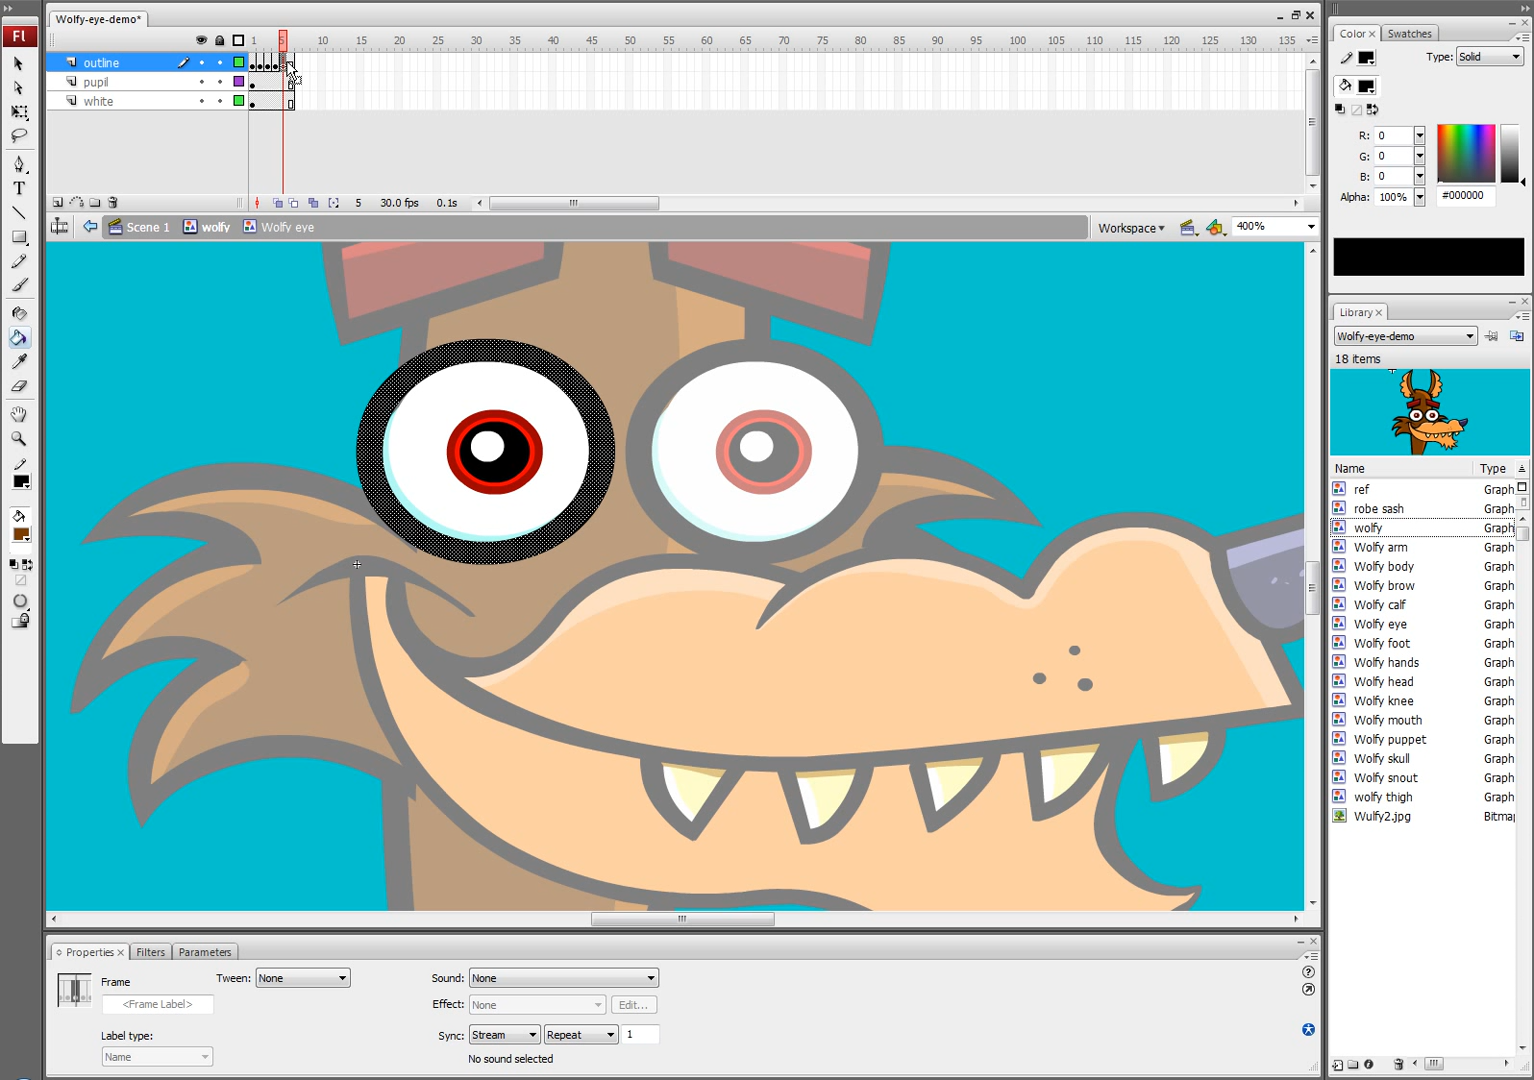 Wolfy-eye-demo*
Fl
1 5 10 15 20 25 30 35 40 45 50 55 60 65 70 75 80 85 90 95 100 105 110 115 120 125 130 135
outline
pupil
white
5 30.0 fps 0.1s
Scene 1 wolfy Wolfy eye Workspace 400%
T
Color Swatches
Type: Solid
R: 0
G: 0
B: 0
Alpha: 100% #000000
Library
Wolfy-eye-demo
18 items
Name Type
ref Graph
robe sash Graph
wolfy Graph
Wolfy arm Graph
Wolfy body Graph
Wolfy brow Graph
Wolfy calf Graph
Wolfy eye Graph
Wolfy foot Graph
Wolfy hands Graph
Wolfy head Graph
Wolfy knee Graph
Wolfy mouth Graph
Wolfy puppet Graph
Wolfy skull Graph
Wolfy snout Graph
wolfy thigh Graph
Wulfy2.jpg Bitma
Properties Filters Parameters
Frame Tween: None Sound: None
<Frame Label> Effect: None Edit...
Label type: Sync: Stream Repeat 1
Name No sound selected